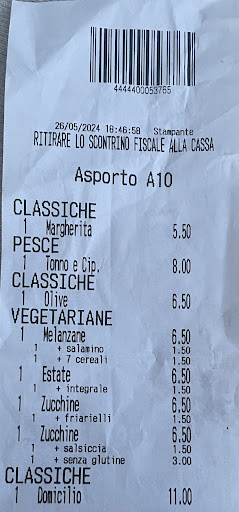 4444400053765
26/05/2024 18:46:58 Stampante
RITIRARE LO SCONTRINO FISCALE ALLA CASSA
Asporto A10
CLASSICHE
1 Margherita 5.50
PESCE
1 Tonno e Cip. 8.00
CLASSICHE
1 Olive 6.50
VEGETARIANE
1 Melanzane 6.50
1 + salamino 1.50
1 + 7 cereali 1.50
1 Estate 6.50
1 + integrale 1.50
1 Zucchine 6.50
1 + friarielli 1.50
1 Zucchine 6.50
1 + salsiccia 1.50
1 + senza glutine 3.00
CLASSICHE
1 Domicilio 11.00